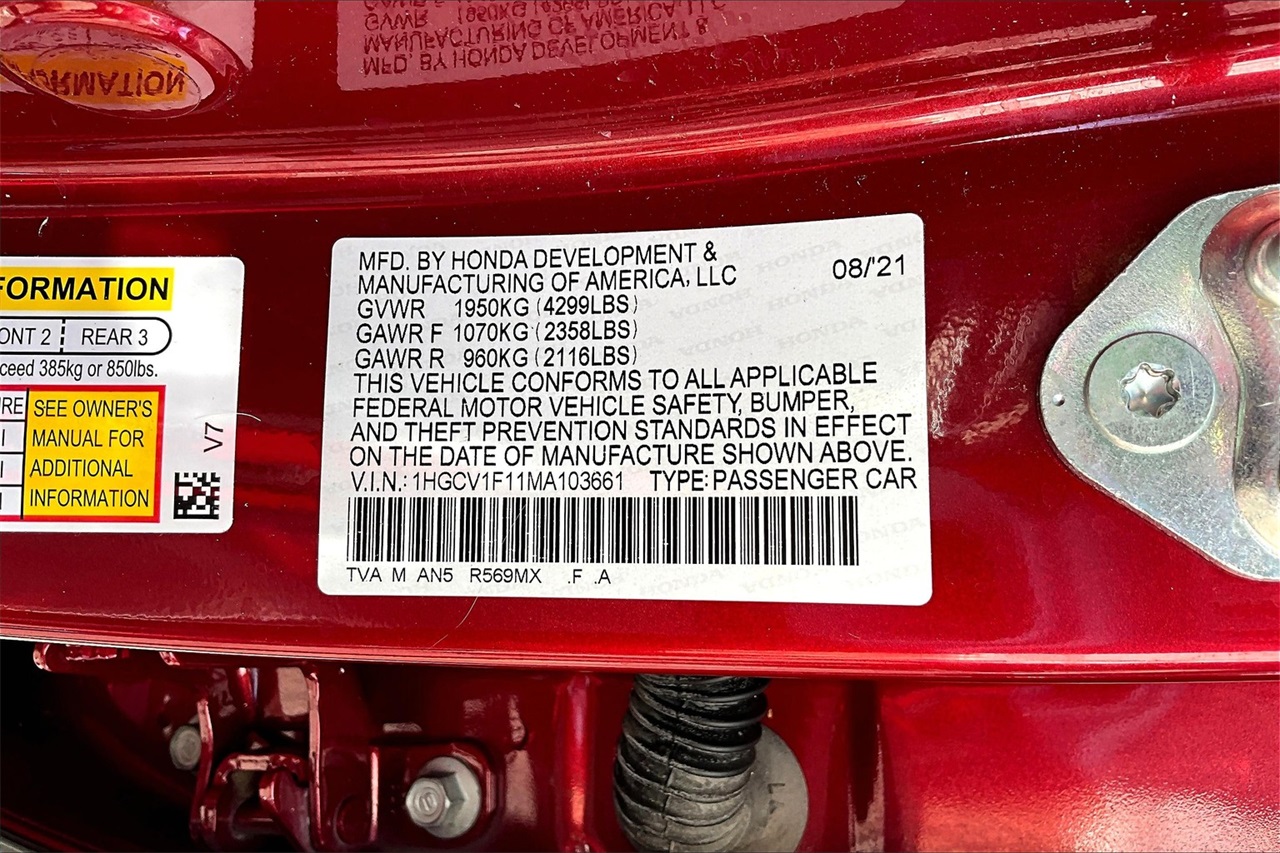 FORMATION
ONT 2 REAR 3
ceed 385kg or 850lbs.
RE
SEE OWNER'S
MANUAL FOR
ADDITIONAL
INFORMATION
V7
MFD. BY HONDA DEVELOPMENT &
MANUFACTURING OF AMERICA, LLC 08/'21
GVWR 1950KG (4299LBS)
GAWR F 1070KG (2358LBS)
GAWR R 960KG (2116LBS)
THIS VEHICLE CONFORMS TO ALL APPLICABLE
FEDERAL MOTOR VEHICLE SAFETY, BUMPER,
AND THEFT PREVENTION STANDARDS IN EFFECT
ON THE DATE OF MANUFACTURE SHOWN ABOVE.
V.I.N.: 1HGCV1F11MA103661 TYPE: PASSENGER CAR
TVA M AN5 R569MX .F .A